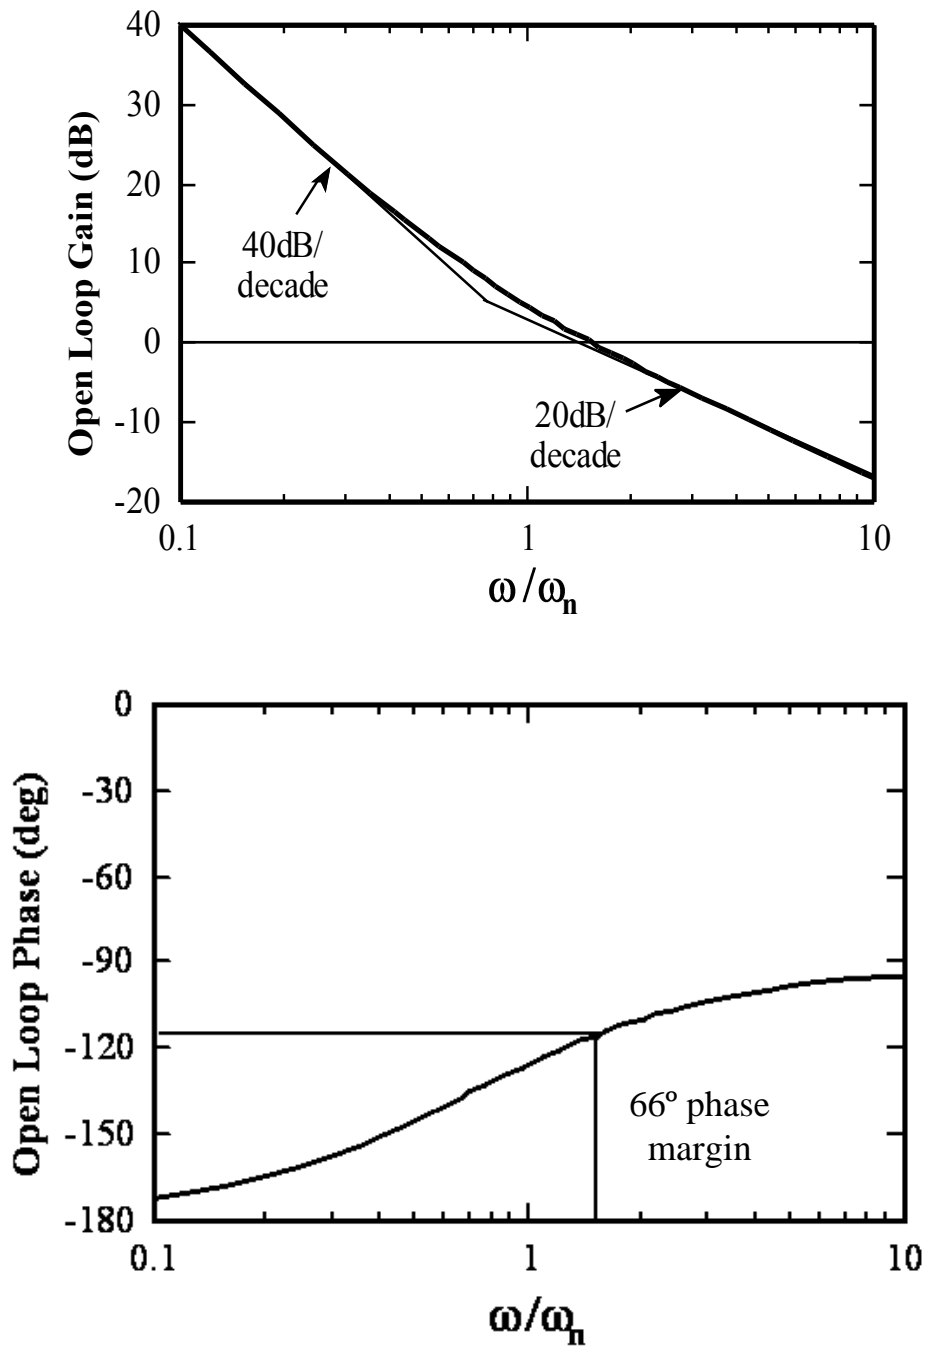 40
30
20
10
0
-10
-20
Open Loop Gain (dB)
40dB/
decade
20dB/
decade
0.1
1
10
ω/ωn
0
-30
-60
-90
-120
-150
-180
Open Loop Phase (deg)
66º phase
margin
0.1
1
10
ω/ωn